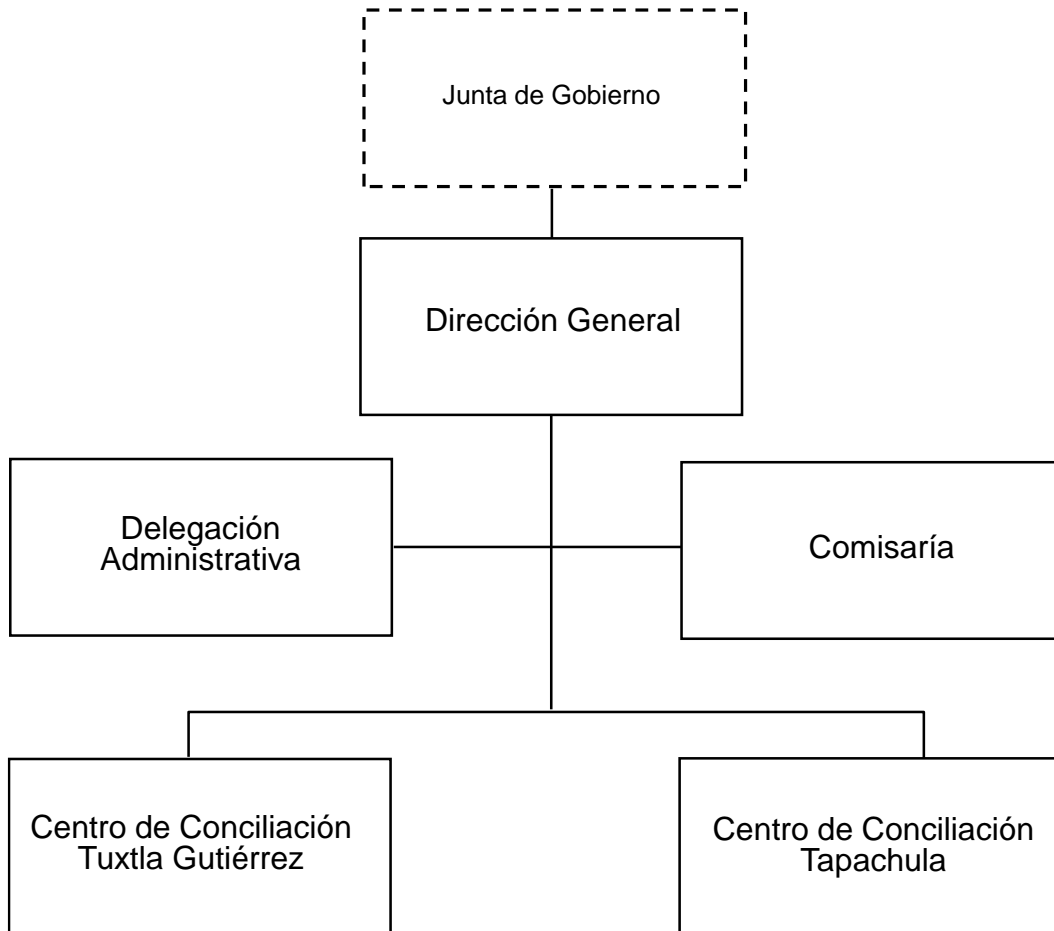 Junta de Gobierno
Dirección General
Delegación
Administrativa
Comisaría
Centro de Conciliación
Tuxtla Gutiérrez
Centro de Conciliación
Tapachula